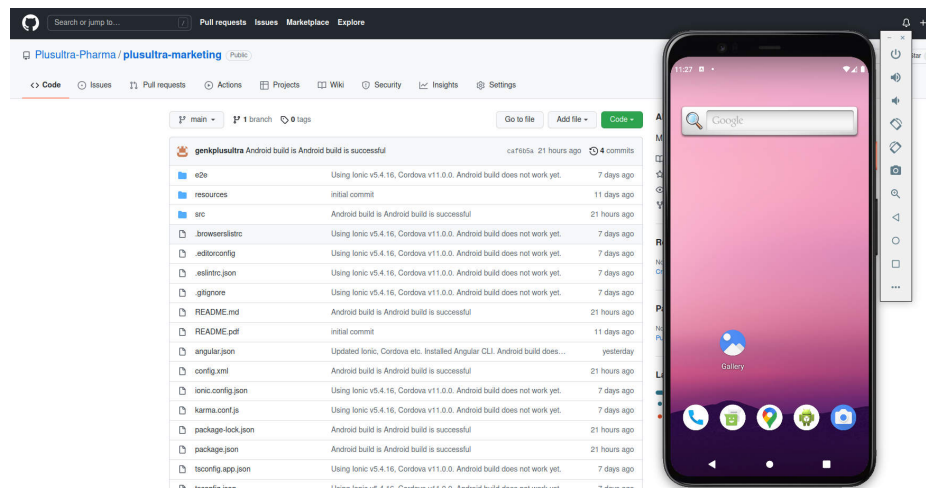 Search or jump to... /
Pull requests Issues Marketplace Explore
Plusultra-Pharma / plusultra-marketing Public
<> Code Issues Pull requests Actions Projects Wiki Security Insights Settings
main 1 branch 0 tags Go to file Add file Code
genkplusultra Android build is Android build is successful caf6b5a 21 hours ago 4 commits
e2e Using Ionic v5.4.16, Cordova v11.0.0. Android build does not work yet. 7 days ago
resources initial commit 11 days ago
src Android build is Android build is successful 21 hours ago
.browserslistrc Using Ionic v5.4.16, Cordova v11.0.0. Android build does not work yet. 7 days ago
.editorconfig Using Ionic v5.4.16, Cordova v11.0.0. Android build does not work yet. 7 days ago
.eslintrc.json Using Ionic v5.4.16, Cordova v11.0.0. Android build does not work yet. 7 days ago
.gitignore Using Ionic v5.4.16, Cordova v11.0.0. Android build does not work yet. 7 days ago
README.md Android build is Android build is successful 21 hours ago
README.pdf initial commit 11 days ago
angular.json Updated Ionic, Cordova etc. Installed Angular CLI. Android build does... yesterday
config.xml Android build is Android build is successful 21 hours ago
ionic.config.json Using Ionic v5.4.16, Cordova v11.0.0. Android build does not work yet. 7 days ago
karma.conf.js Using Ionic v5.4.16, Cordova v11.0.0. Android build does not work yet. 7 days ago
package-lock.json Android build is Android build is successful 21 hours ago
package.json Android build is Android build is successful 21 hours ago
tsconfig.app.json Using Ionic v5.4.16, Cordova v11.0.0. Android build does not work yet. 7 days ago
11:27
Google
Gallery